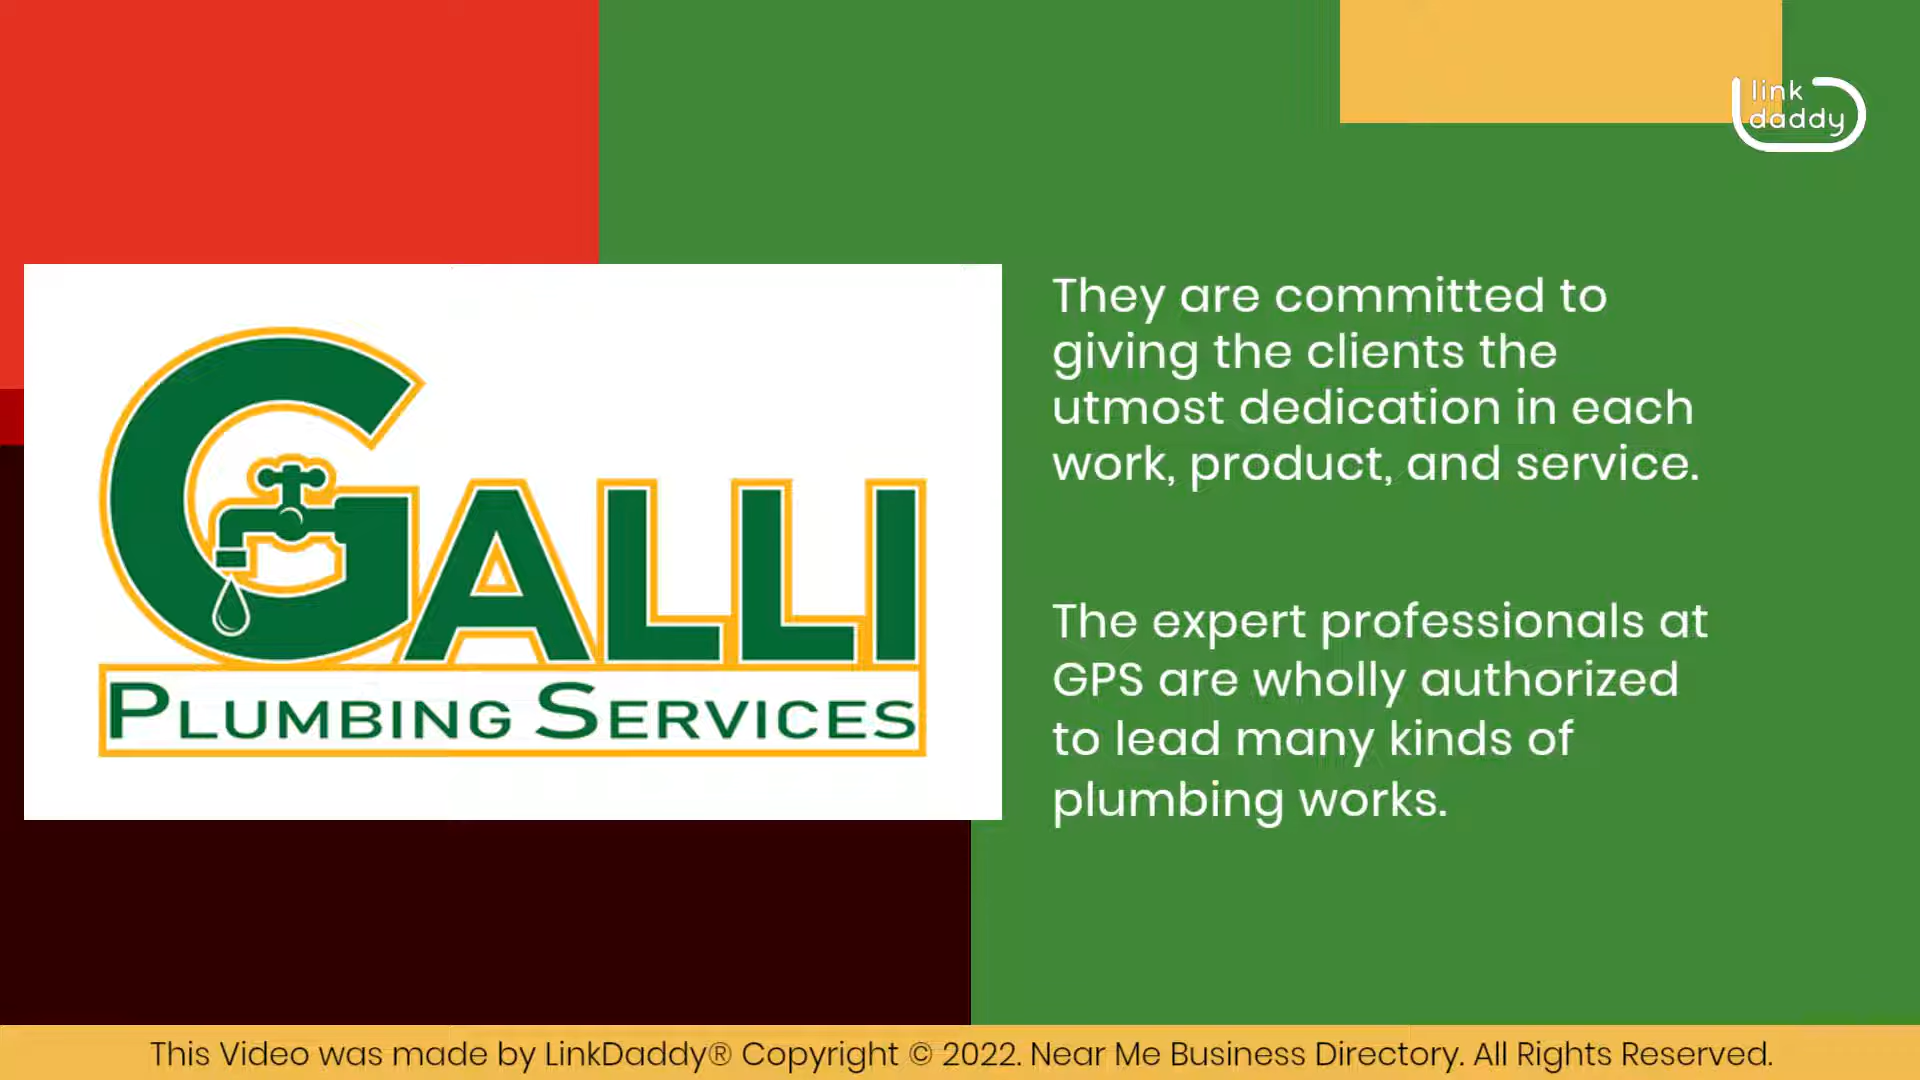 link
daddy
They are committed to
giving the clients the
utmost dedication in each
work, product, and service.
GALLI
PLUMBING SERVICES
The expert professionals at
GPS are wholly authorized
to lead many kinds of
plumbing works.
This Video was made by LinkDaddy® Copyright © 2022. Near Me Business Directory. All Rights Reserved.